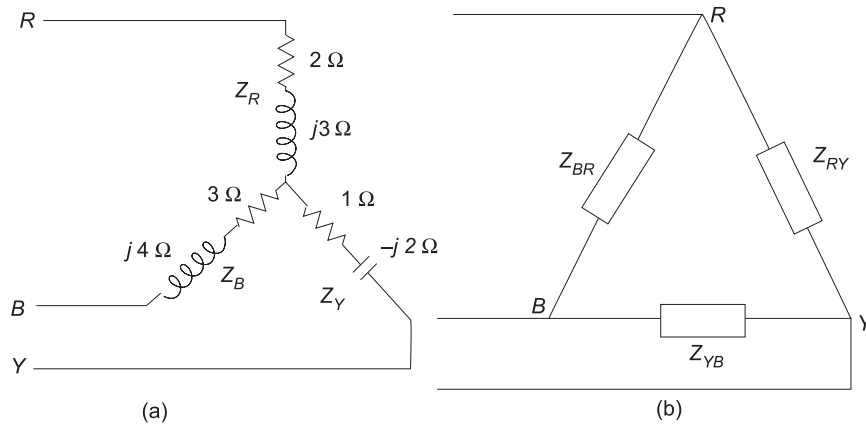 R
2 Ω
Z_R
j3 Ω
3 Ω
1 Ω
j 4 Ω
–j 2 Ω
Z_B
Z_Y
B
Y
(a)
R
Z_BR
Z_RY
B
Y
Z_YB
(b)